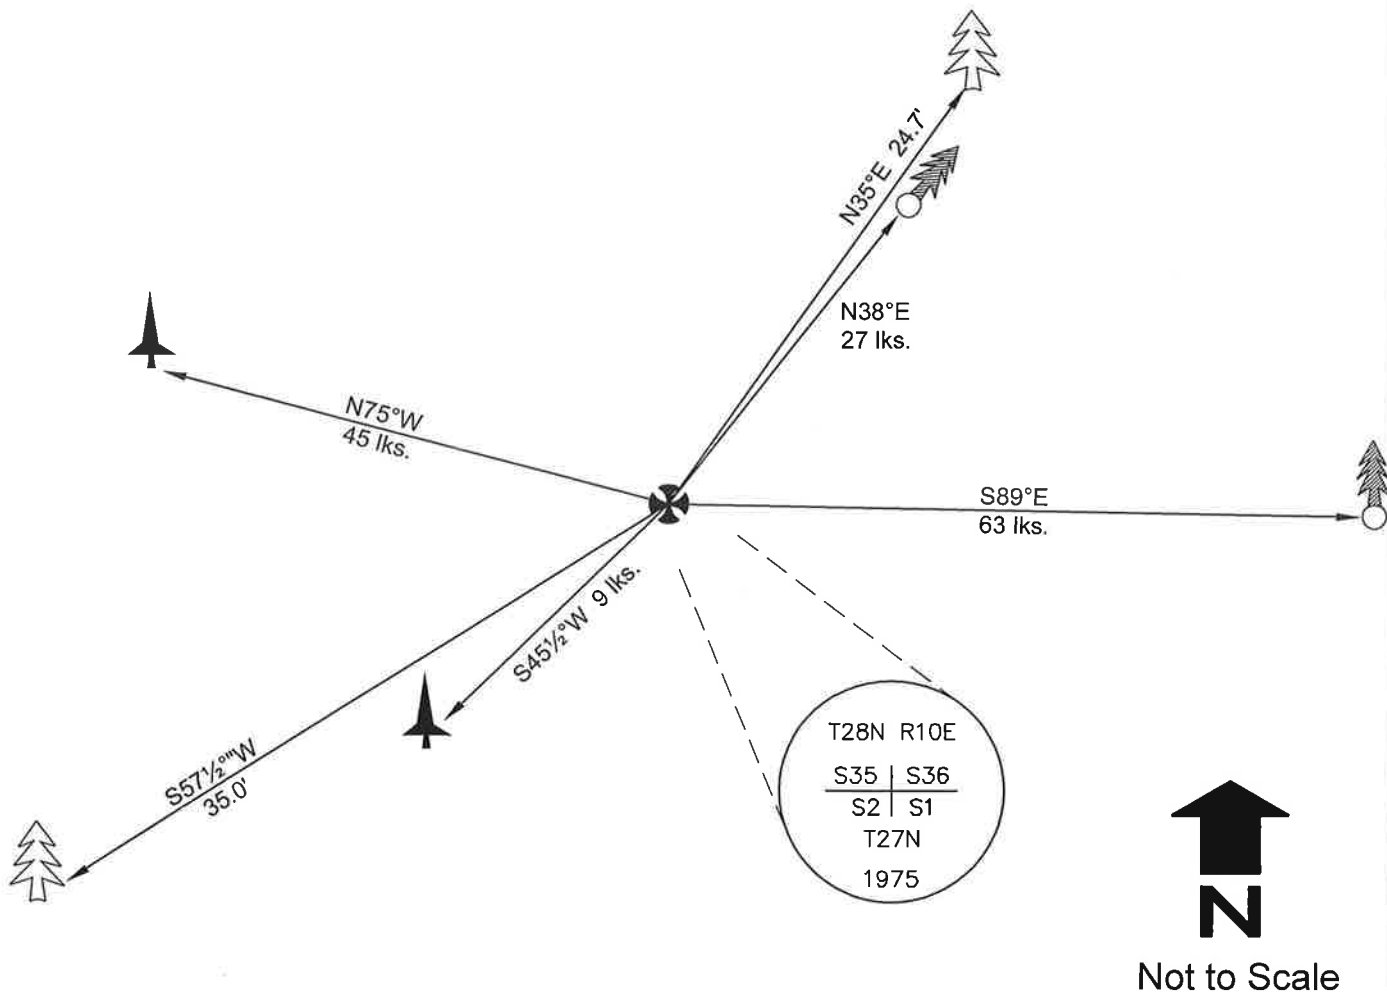 N35°E 24.7'
N38°E
27 lks.
N75°W
45 lks.
S89°E
63 lks.
S45½°W 9 lks.
S57½°"W
35.0'
T28N R10E
S35 S36
S2 S1
T27N
1975
N
Not to Scale